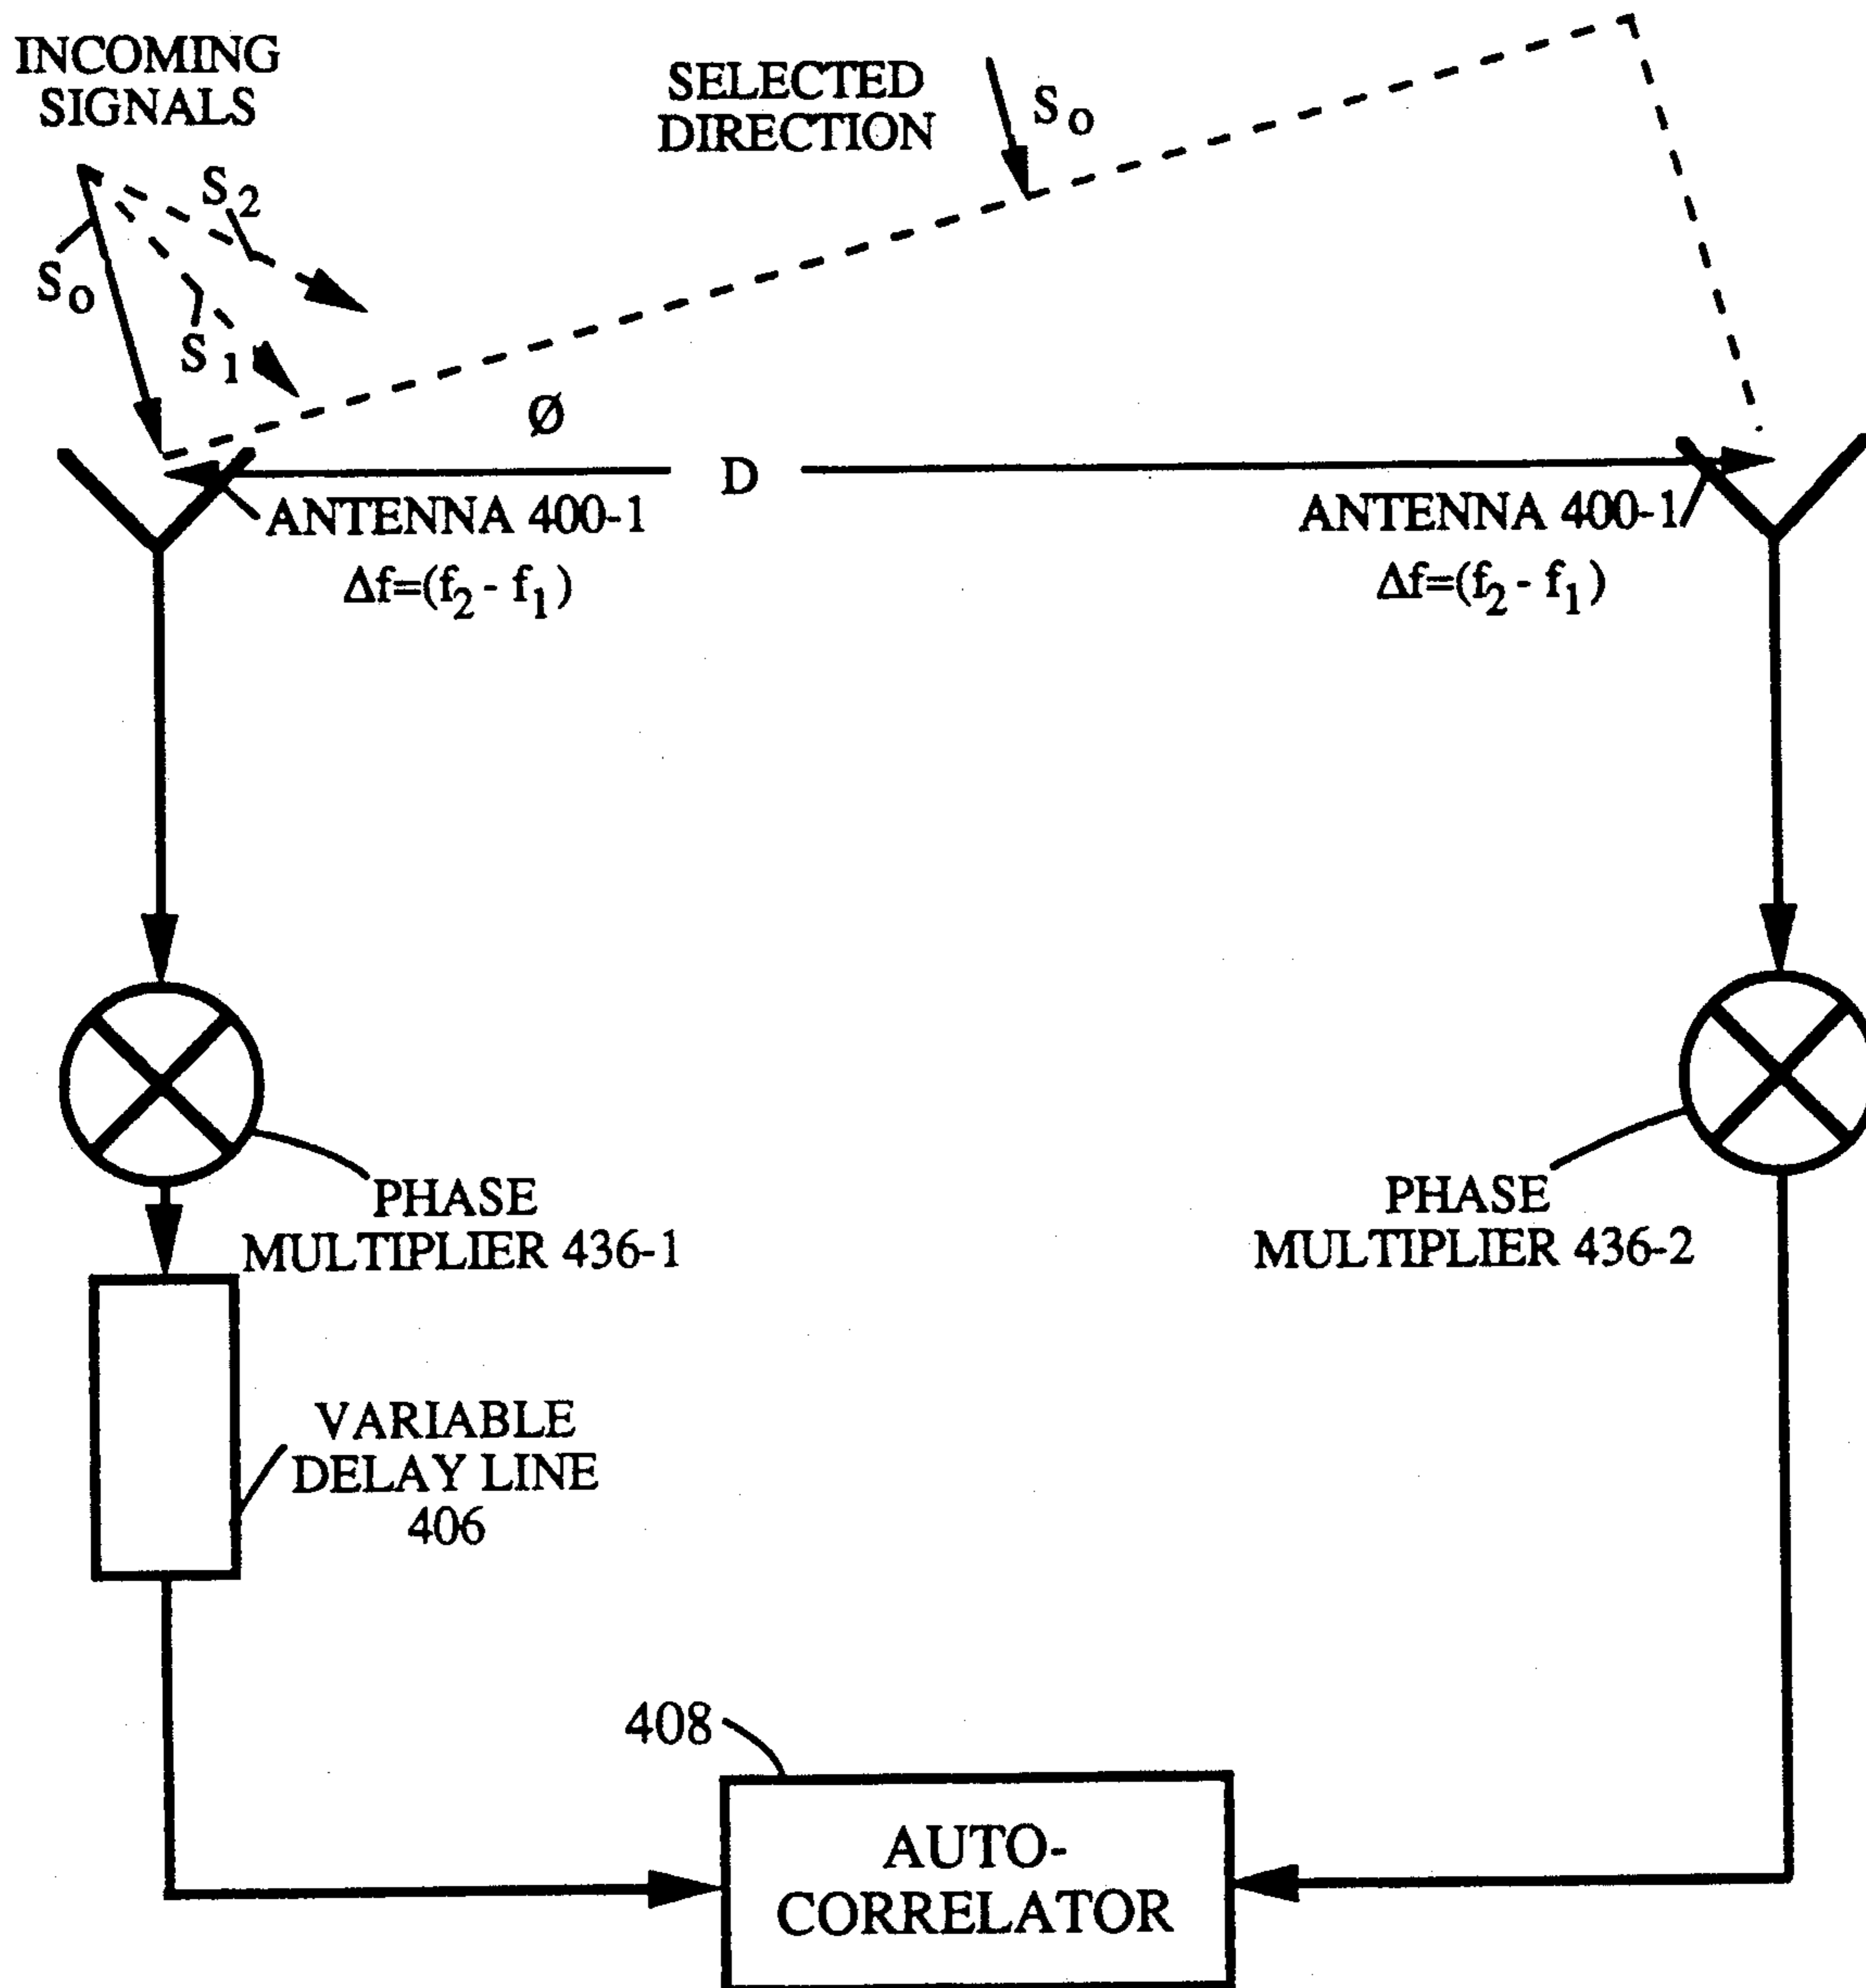 INCOMING
SIGNALS
SELECTED
DIRECTION
S₀
S₂
S₀
S₁
Ø
D
ANTENNA 400-1
Δf=(f₂ - f₁)
ANTENNA 400-1
Δf=(f₂ - f₁)
PHASE
MULTIPLIER 436-1
PHASE
MULTIPLIER 436-2
VARIABLE
DELAY LINE
406
408
AUTO-
CORRELATOR